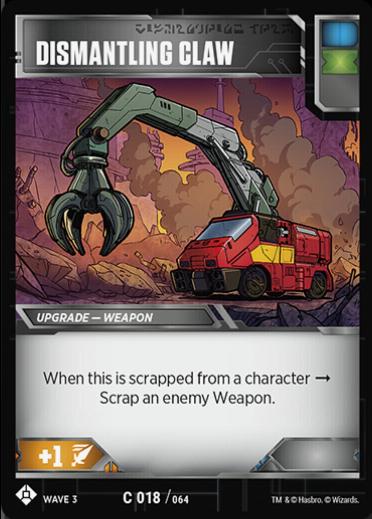 DISMANTLING CLAW
UPGRADE — WEAPON
When this is scrapped from a character →
Scrap an enemy Weapon.
+1
WAVE 3 C 018 / 064 TM & © Hasbro. © Wizards.